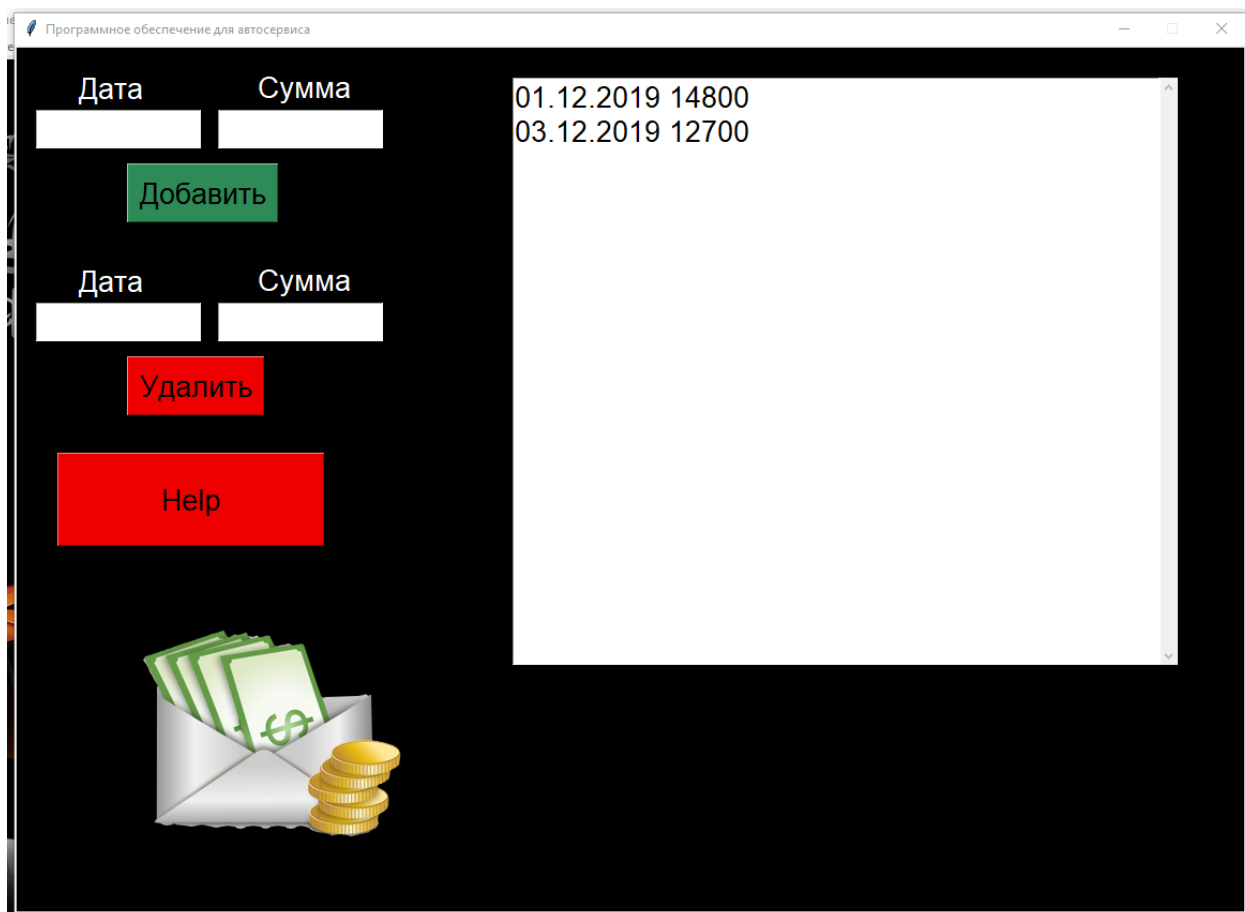 Программное обеспечение для автосервиса
Дата Сумма
Добавить
Дата Сумма
Удалить
Help
01.12.2019 14800
03.12.2019 12700
$